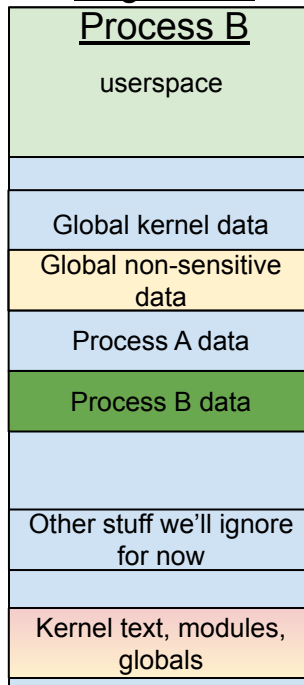 Process B
userspace
Global kernel data
Global non-sensitive
data
Process A data
Process B data
Other stuff we’ll ignore
for now
Kernel text, modules,
globals